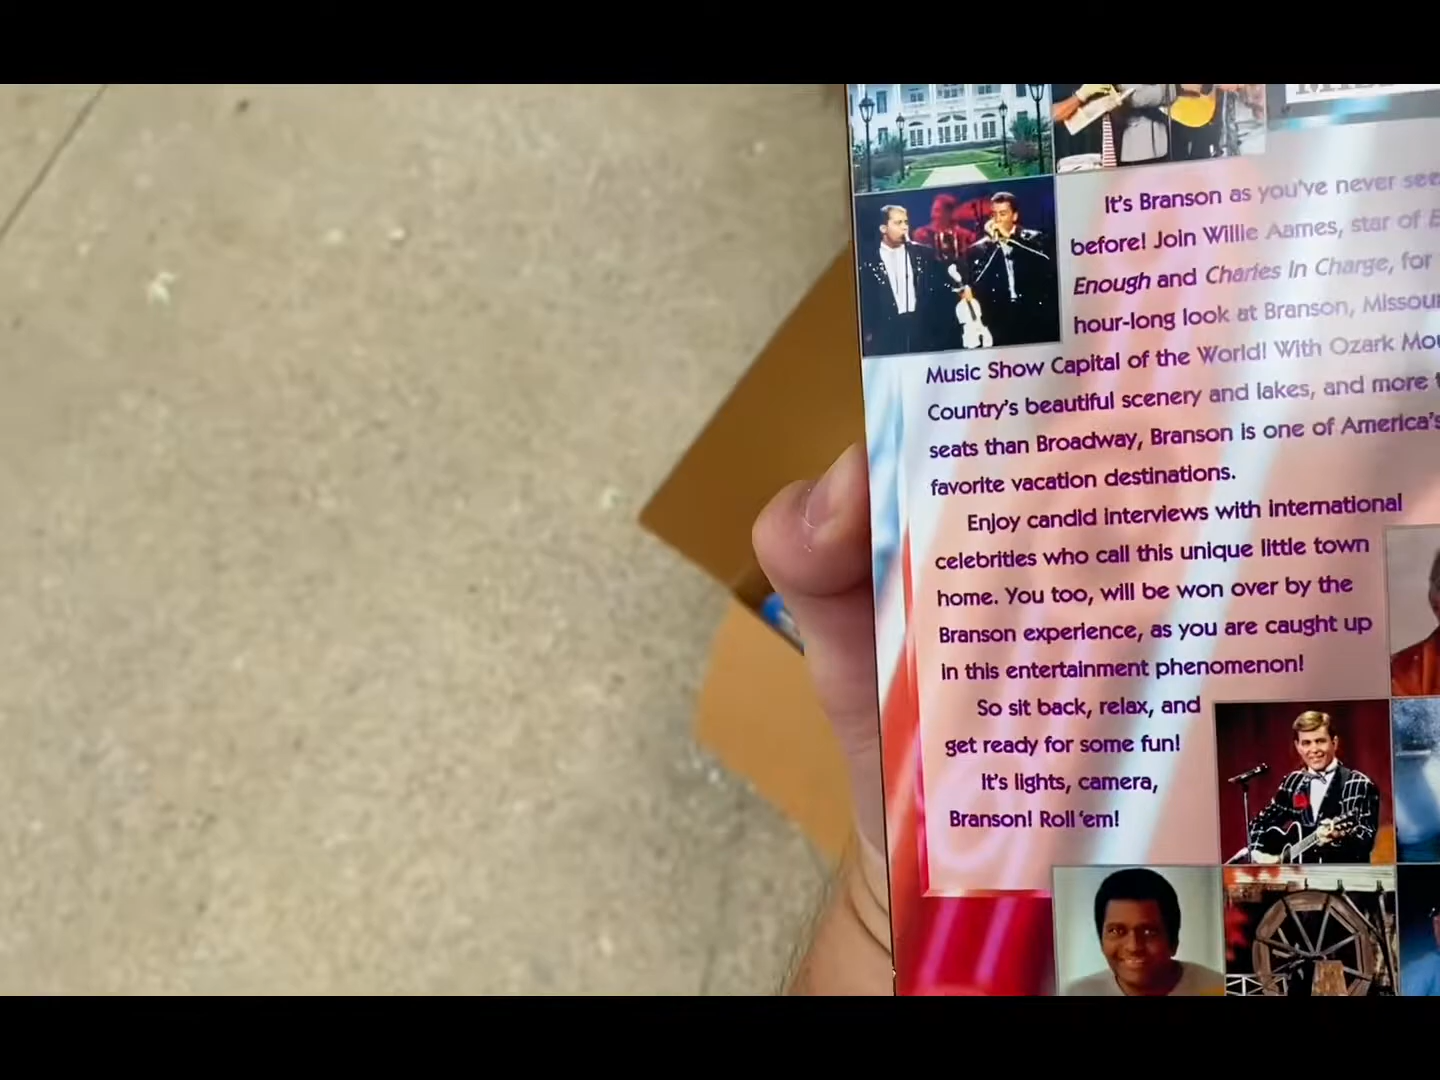 It's Branson as you've never
before! Join Willie Aames, star of
Enough and Charles In Charge, for
hour-long look at Branson,
Music Show Capital of the World! With Ozark
Country's beautiful scenery and lakes, and more
seats than Broadway, Branson is one of America's
favorite vacation destinations.
Enjoy candid interviews with international
celebrities who call this unique little town
home. You too, will be won over by the
Branson experience, as you are caught up
in this entertainment phenomenon!
So sit back, relax, and
get ready for some fun!
It's lights, camera,
Branson! Roll 'em!